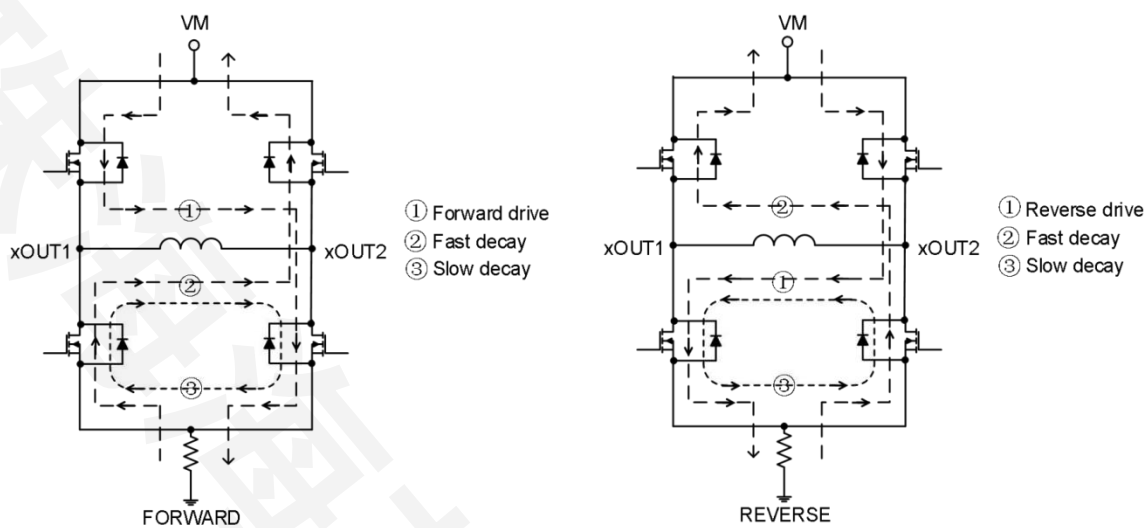 VM
①
xOUT1
xOUT2
②
③
① Forward drive
② Fast decay
③ Slow decay
FORWARD
VM
②
xOUT1
xOUT2
①
③
① Reverse drive
② Fast decay
③ Slow decay
REVERSE